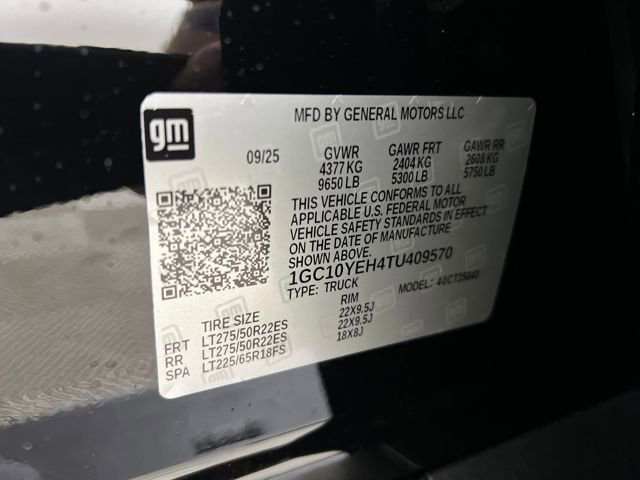 gm
MFD BY GENERAL MOTORS LLC
09/25 GVWR GAWR FRT GAWR RR
4377 KG 2404 KG 2608 KG
9650 LB 5300 LB 5750 LB
THIS VEHICLE CONFORMS TO ALL
APPLICABLE U.S. FEDERAL MOTOR
VEHICLE SAFETY STANDARDS IN EFFECT
ON THE DATE OF MANUFACTURE
SHOWN ABOVE.
1GC10YEH4TU409570
TYPE: TRUCK MODEL:
TIRE SIZE RIM
FRT LT275/50R22ES 22X9.5J
RR LT275/50R22ES 22X9.5J
SPA LT225/65R18FS 18X8J